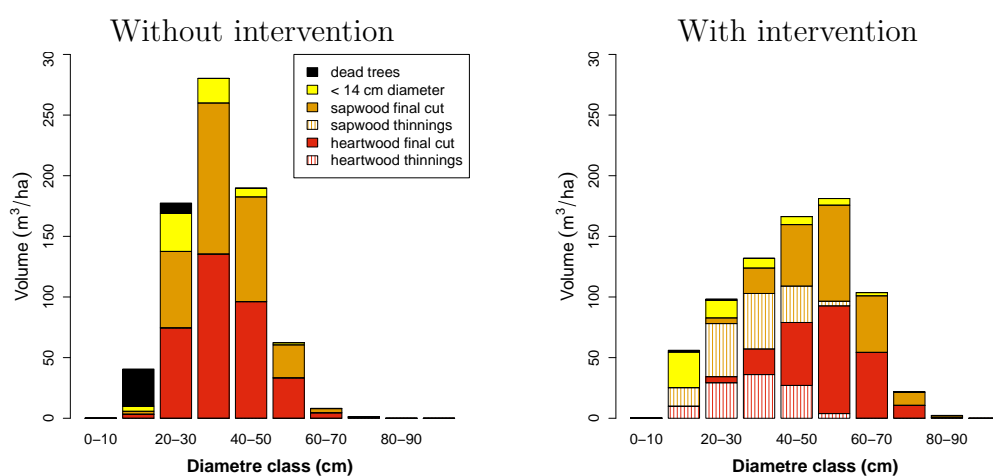 Without intervention
30
250
200
150
100
50
0
Volume (m³/ha)
dead trees
< 14 cm diameter
sapwood final cut
sapwood thinnings
heartwood final cut
heartwood thinnings
0−10
20−30
40−50
60−70
80−90
Diametre class (cm)
With intervention
30
250
200
150
100
50
0
Volume (m³/ha)
0−10
20−30
40−50
60−70
80−90
Diametre class (cm)